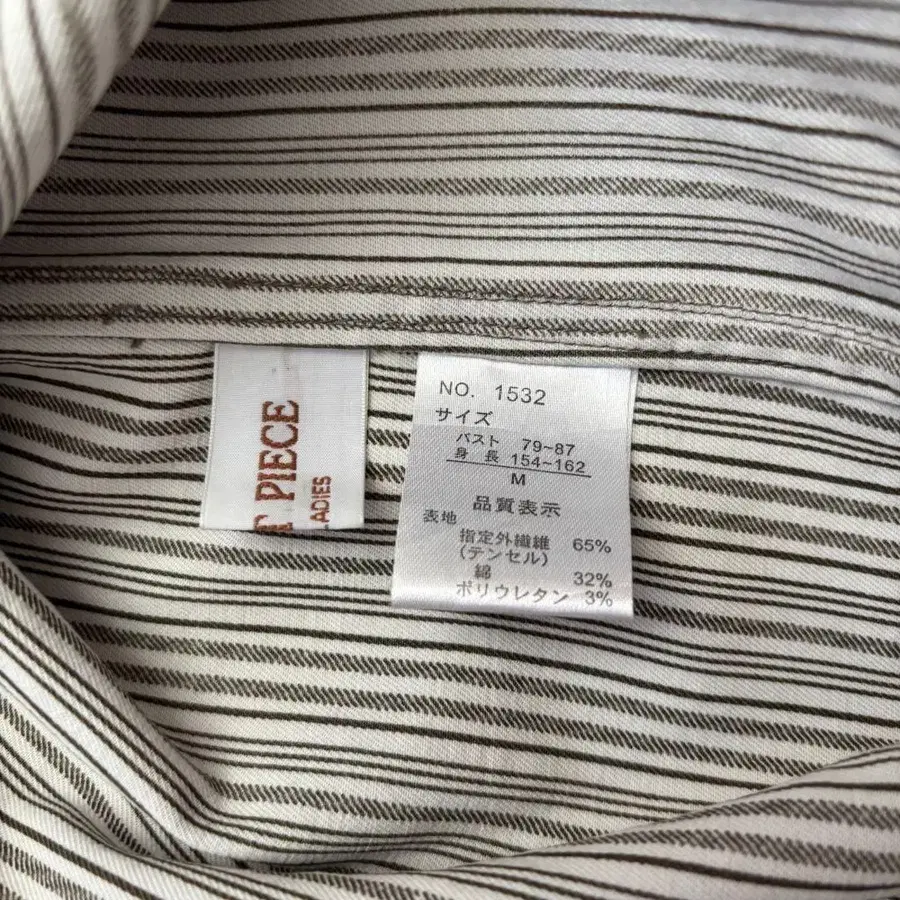 PIECE
LADIES
NO. 1532
サイズ
バスト 79~87
身長 154~162
M
品質表示
表地
指定外繊維 65%
(テンセル)
綿 32%
ポリウレタン 3%